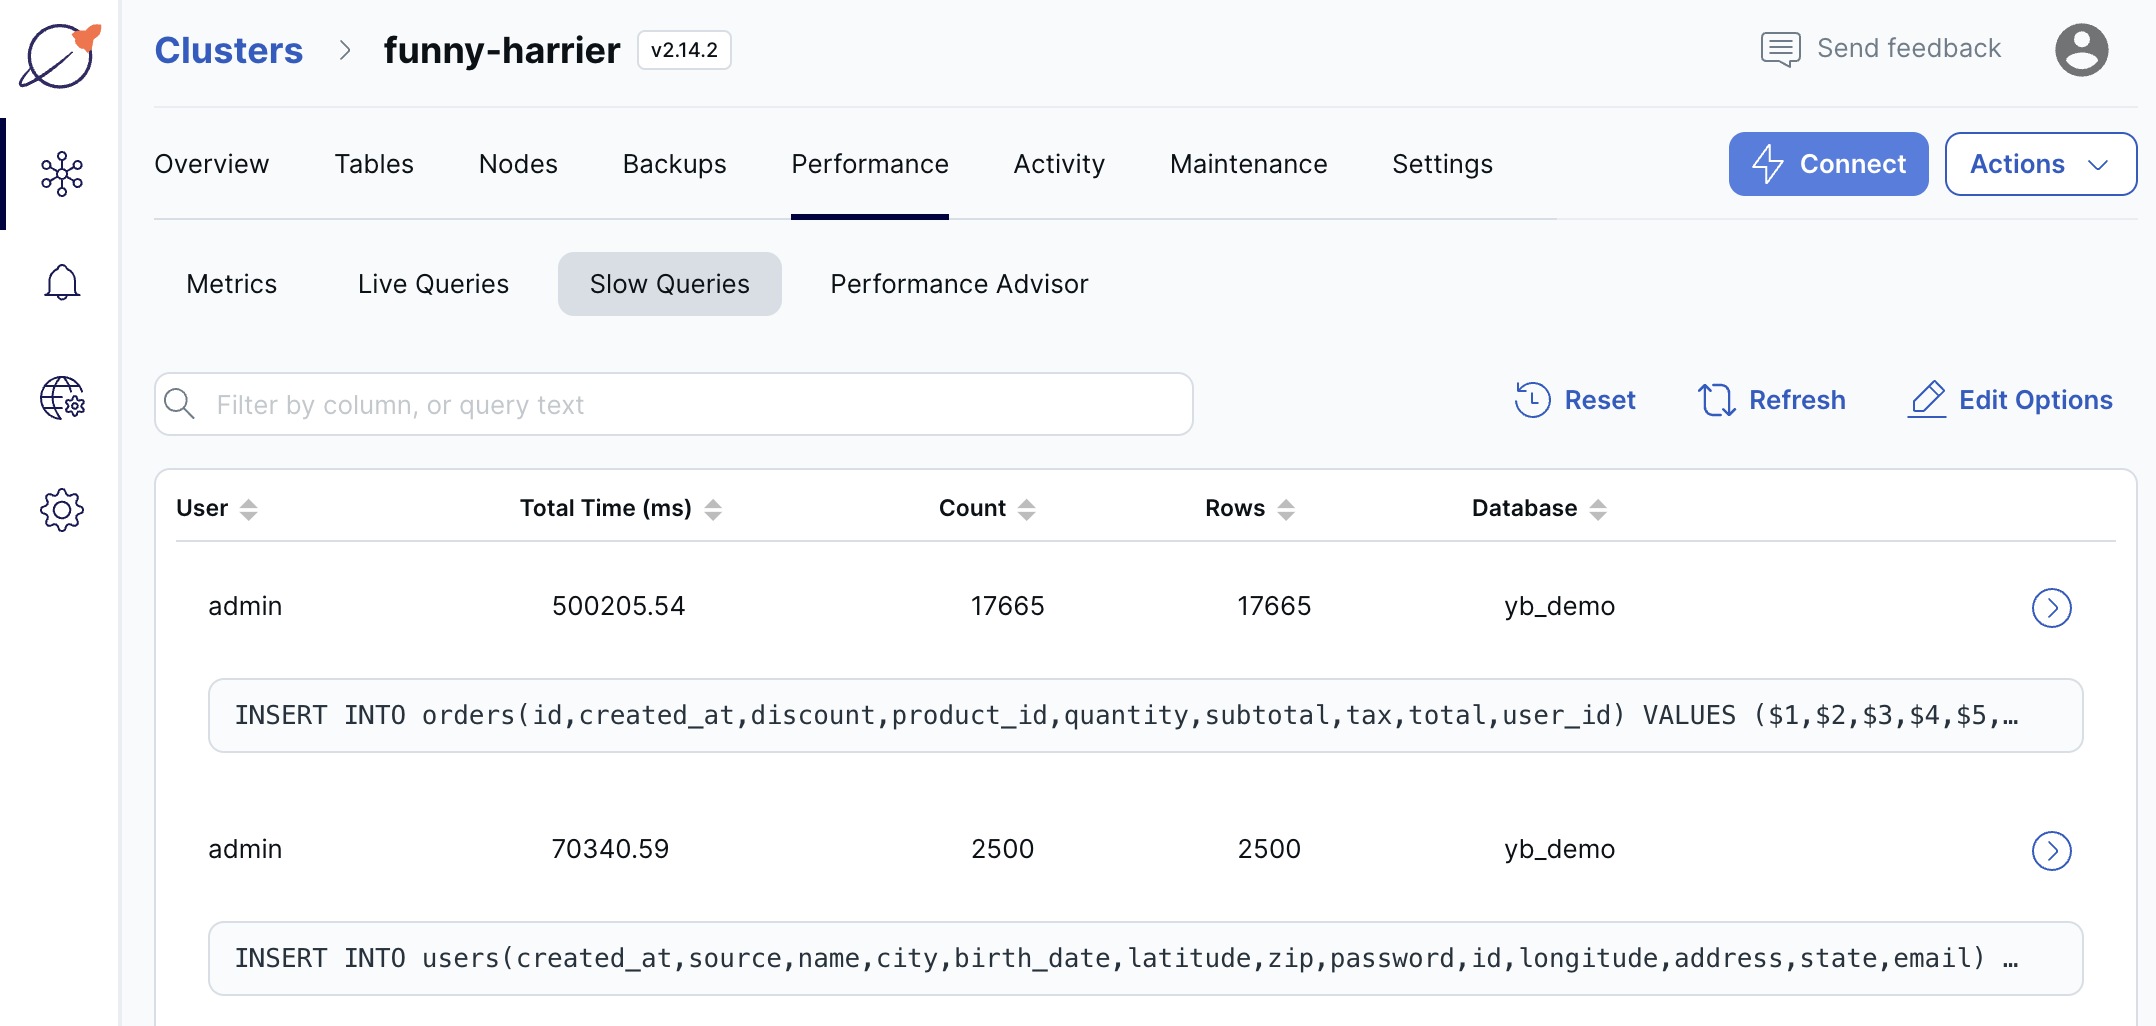 Clusters > funny-harrier v2.14.2 Send feedback
Overview Tables Nodes Backups Performance Activity Maintenance Settings Connect Actions
Metrics Live Queries Slow Queries Performance Advisor
Filter by column, or query text Reset Refresh Edit Options
User Total Time (ms) Count Rows Database
admin 500205.54 17665 17665 yb_demo
INSERT INTO orders(id,created_at,discount,product_id,quantity,subtotal,tax,total,user_id) VALUES ($1,$2,$3,$4,$5,…
admin 70340.59 2500 2500 yb_demo
INSERT INTO users(created_at,source,name,city,birth_date,latitude,zip,password,id,longitude,address,state,email) …